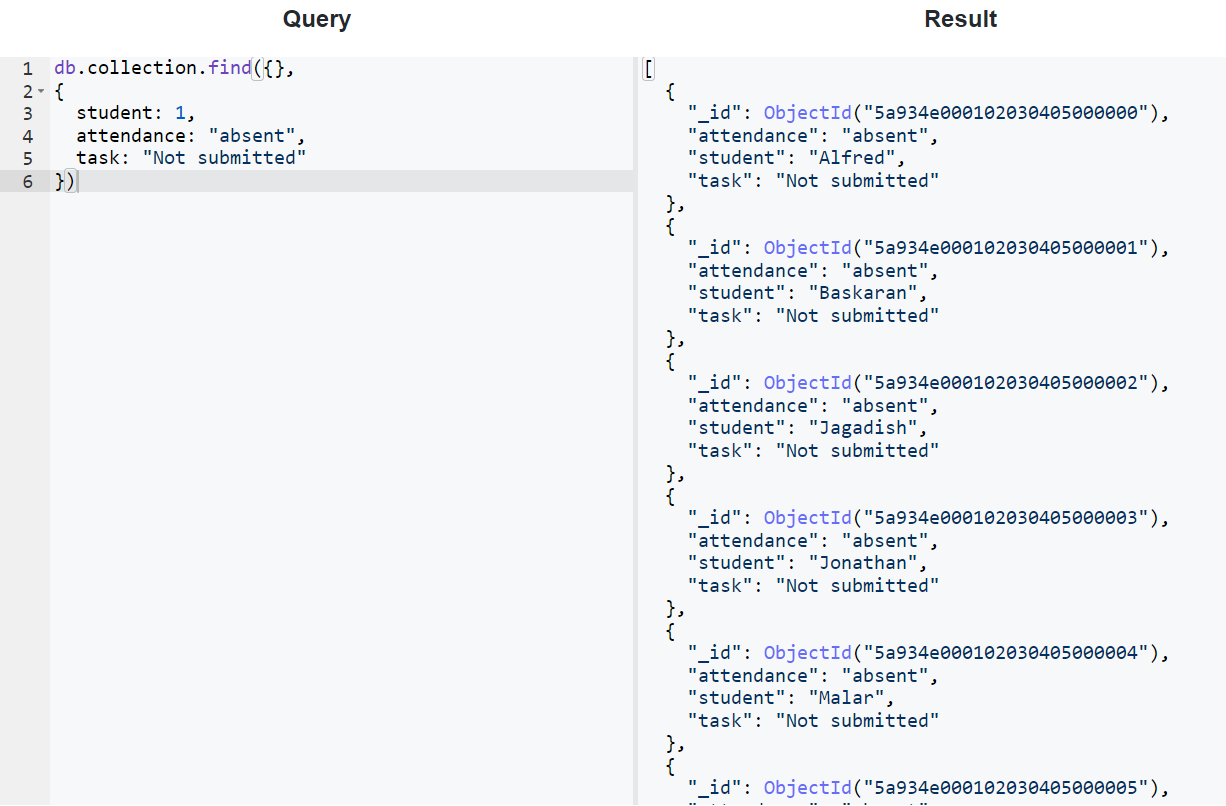 Query
1 db.collection.find({},
2 {
3   student: 1,
4   attendance: "absent",
5   task: "Not submitted"
6 })
Result
[
  {
    "_id": ObjectId("5a934e000102030405000000"),
    "attendance": "absent",
    "student": "Alfred",
    "task": "Not submitted"
  },
  {
    "_id": ObjectId("5a934e000102030405000001"),
    "attendance": "absent",
    "student": "Baskaran",
    "task": "Not submitted"
  },
  {
    "_id": ObjectId("5a934e000102030405000002"),
    "attendance": "absent",
    "student": "Jagadish",
    "task": "Not submitted"
  },
  {
    "_id": ObjectId("5a934e000102030405000003"),
    "attendance": "absent",
    "student": "Jonathan",
    "task": "Not submitted"
  },
  {
    "_id": ObjectId("5a934e000102030405000004"),
    "attendance": "absent",
    "student": "Malar",
    "task": "Not submitted"
  },
  {
    "_id": ObjectId("5a934e000102030405000005"),